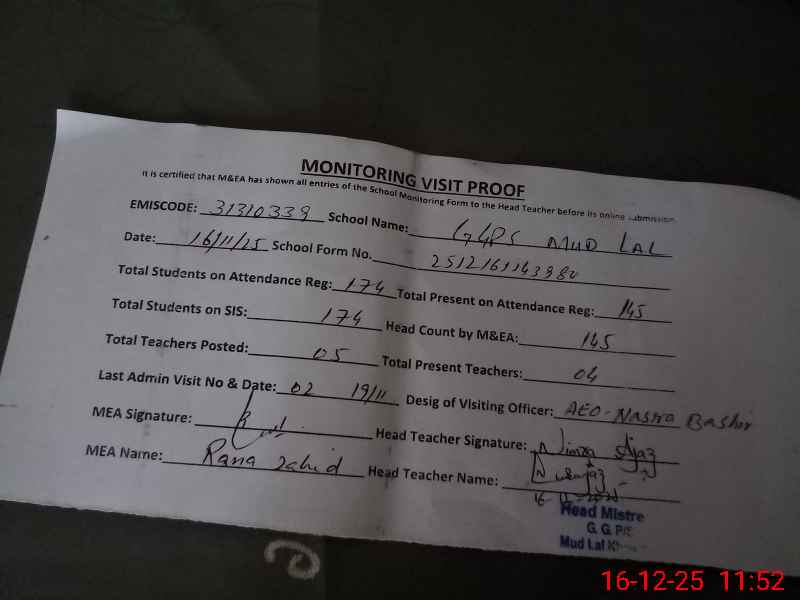 MONITORING VISIT PROOF
It is certified that M&EA has shown all entries of the School Monitoring Form to the Head Teacher before its online submission.
EMISCODE: 31310339 School Name: GGPS MUD LAL
Date: 16/11/25 School Form No.
Total Students on Attendance Reg: 174 Total Present on Attendance Reg: 145
Total Students on SIS: 174 Head Count by M&EA: 145
Total Teachers Posted: 05 Total Present Teachers: 04
Last Admin Visit No & Date: 02 19/11 Desig of Visiting Officer: AEO-Nasira Bashir
MEA Signature: Head Teacher Signature:
MEA Name: Rana Zahid Head Teacher Name:
Head Mistre
G. G. P/S
Mud Lal
16-12-25 11:52